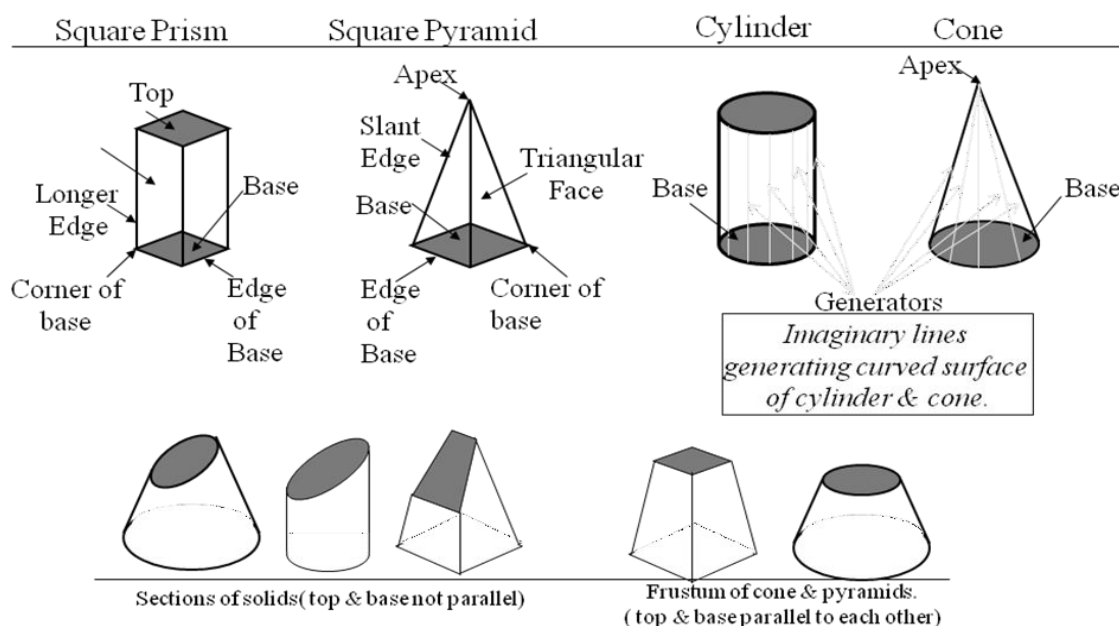 Square Prism
Square Pyramid
Cylinder
Cone
Top
Longer
Edge
Base
Corner of
base
Edge
of
Base
Apex
Slant
Edge
Triangular
Face
Base
Edge
of
Base
Corner of
base
Base
Apex
Base
Generators
Imaginary lines
generating curved surface
of cylinder & cone.
Sections of solids( top & base not parallel)
Frustum of cone & pyramids.
( top & base parallel to each other)